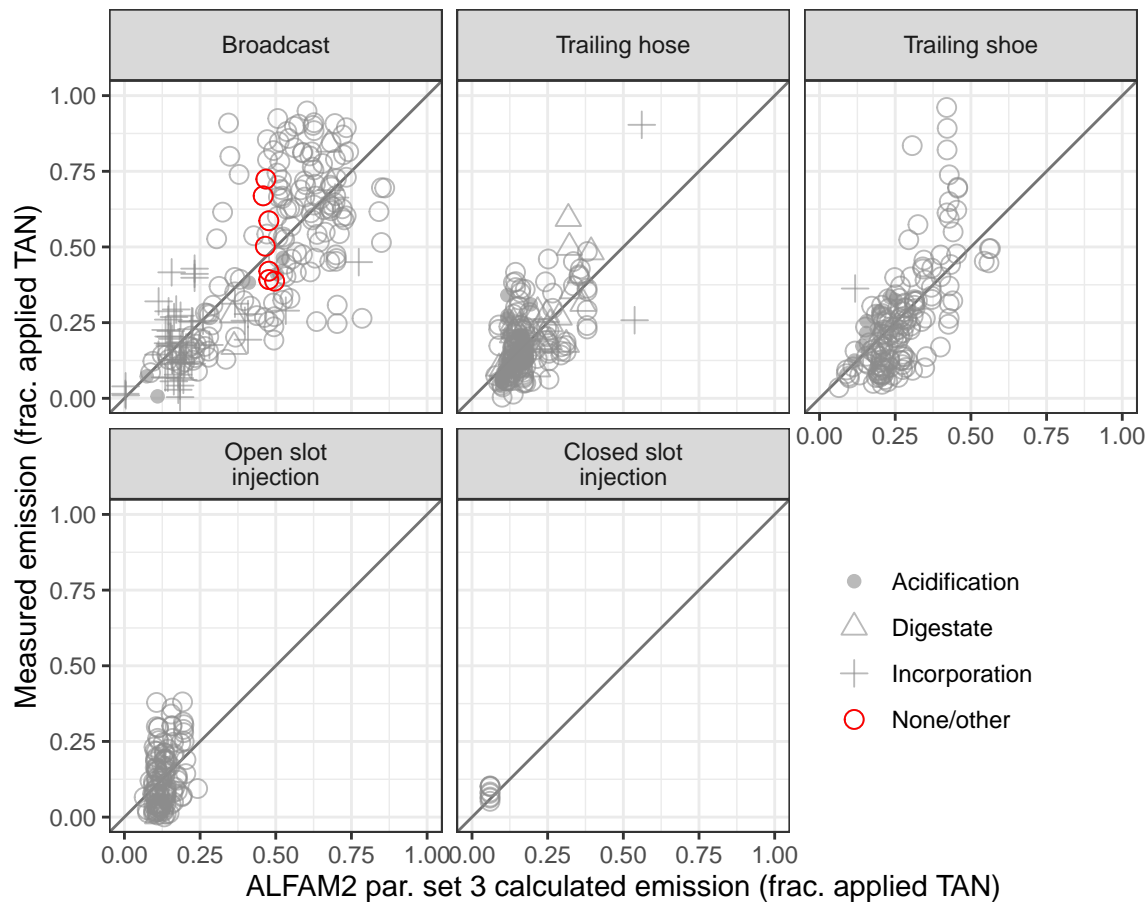 Broadcast
Trailing hose
Trailing shoe
1.00
0.75
0.50
0.25
0.00
0.00 0.25 0.50 0.75 1.00
Open slot
injection
Closed slot
injection
1.00
0.75
0.50
0.25
0.00
0.00 0.25 0.50 0.75 1.00
0.00 0.25 0.50 0.75 1.00
Measured emission (frac. applied TAN)
ALFAM2 par. set 3 calculated emission (frac. applied TAN)
Acidification
Digestate
Incorporation
None/other